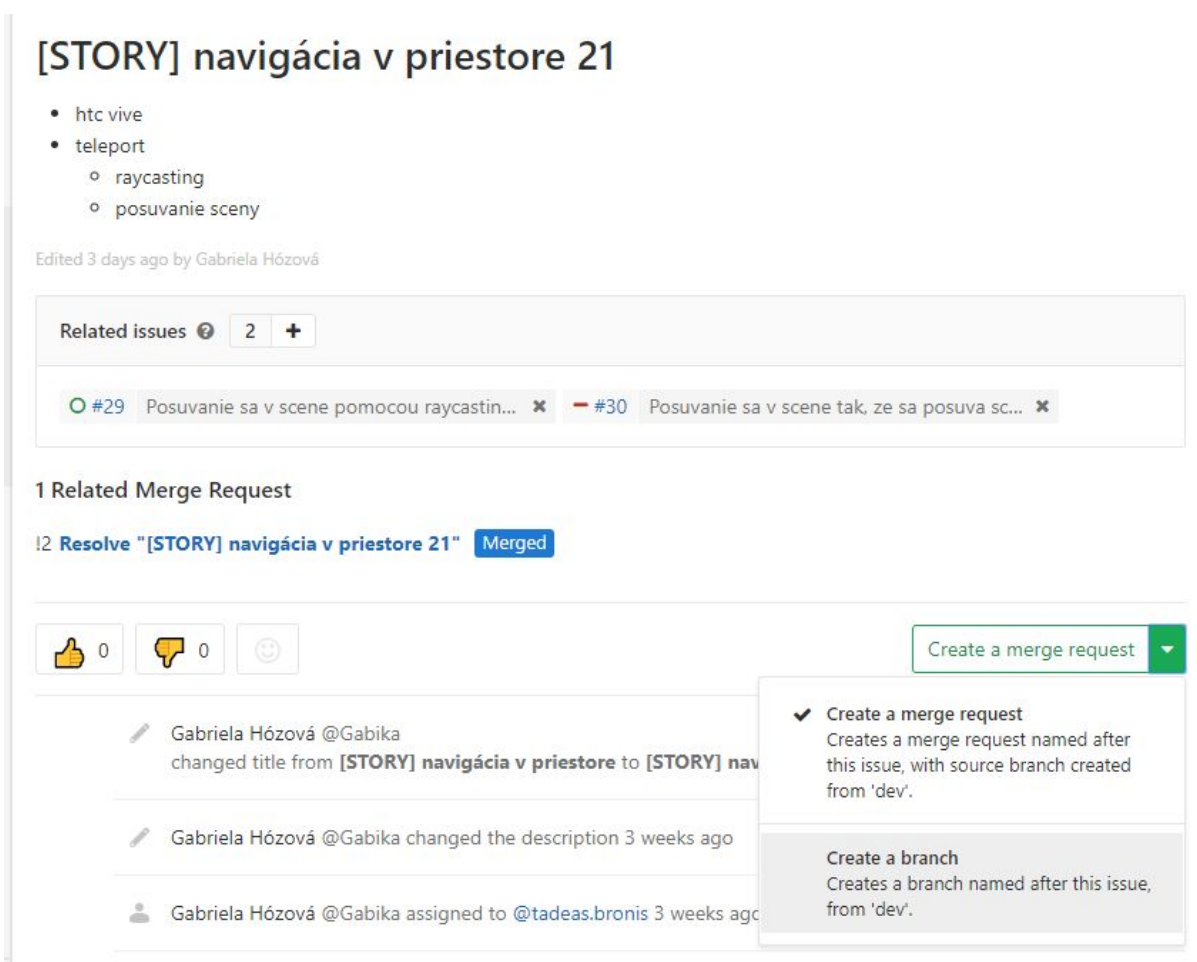 [STORY] navigácia v priestore 21
htc vive
teleport
raycasting
posuvanie sceny
Edited 3 days ago by Gabriela Hózová
Related issues 2
#29 Posuvanie sa v scene pomocou raycastin... #30 Posuvanie sa v scene tak, ze sa posuva sc...
1 Related Merge Request
!2 Resolve "[STORY] navigácia v priestore 21" Merged
0 0
Create a merge request
Gabriela Hózová @Gabika
changed title from [STORY] navigácia v priestore to [STORY] nav
Gabriela Hózová @Gabika changed the description 3 weeks ago
Gabriela Hózová @Gabika assigned to @tadeas.bronis 3 weeks ago
Create a merge request
Creates a merge request named after
this issue, with source branch created
from 'dev'.
Create a branch
Creates a branch named after this issue,
from 'dev'.